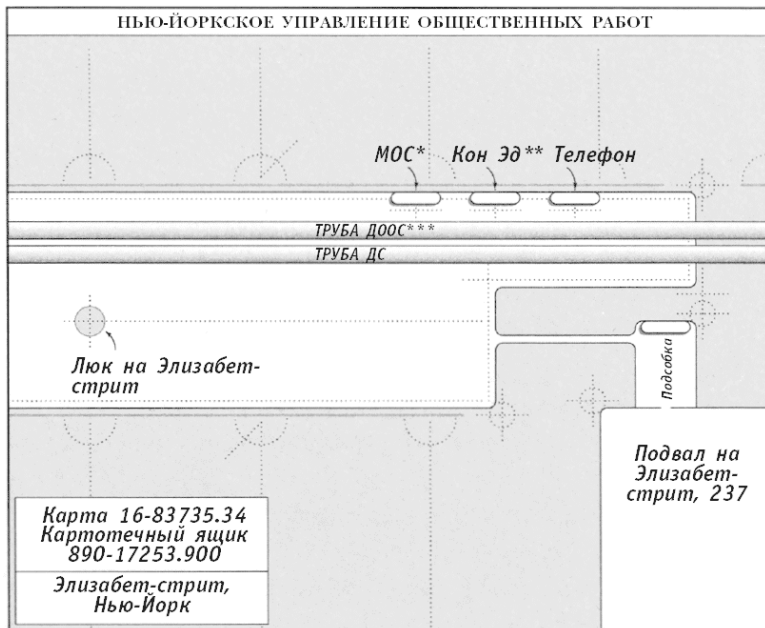 НЬЮ-ЙОРКСКОЕ УПРАВЛЕНИЕ ОБЩЕСТВЕННЫХ РАБОТ
МОС* Кон Эд** Телефон
ТРУБА ДООС***
ТРУБА ДС
Люк на Элизабет-
стрит
Подсобка
Подвал на
Элизабет-
стрит, 237
Карта 16-83735.34
Картотечный ящик
890-17253.900
Элизабет-стрит,
Нью-Йорк